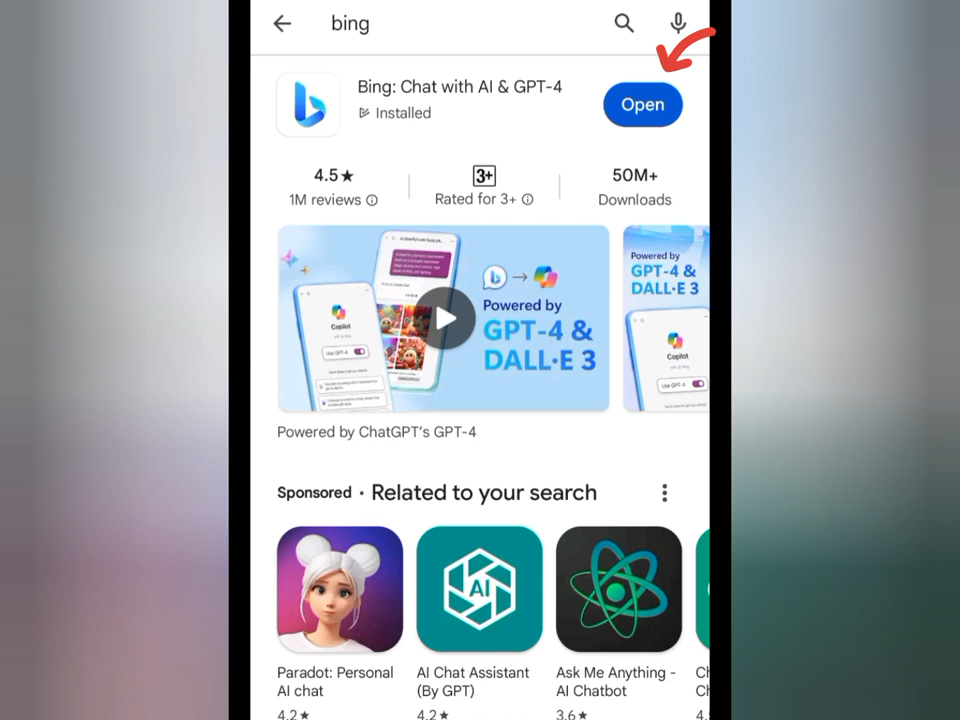 bing
Bing: Chat with AI & GPT-4
Installed
Open
4.5★
1M reviews
3+
Rated for 3+
50M+
Downloads
Copilot
Use GPT-4
Powered by
GPT-4 &
DALL·E 3
Powered by
GPT-4 &
DALL·E 3
Copilot
Use GPT-4
Powered by ChatGPT's GPT-4
Sponsored · Related to your search
AI
Paradot: Personal
AI chat
4.2★
AI Chat Assistant
(By GPT)
4.2★
Ask Me Anything -
AI Chatbot
3.6★